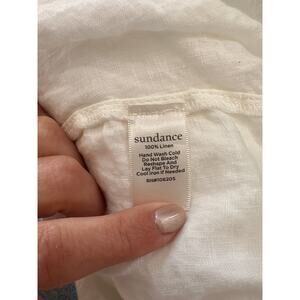 sundance
100% Linen
Hand Wash Cold
Do Not Bleach
Reshape And
Lay Flat To Dry
Cool Iron If Needed